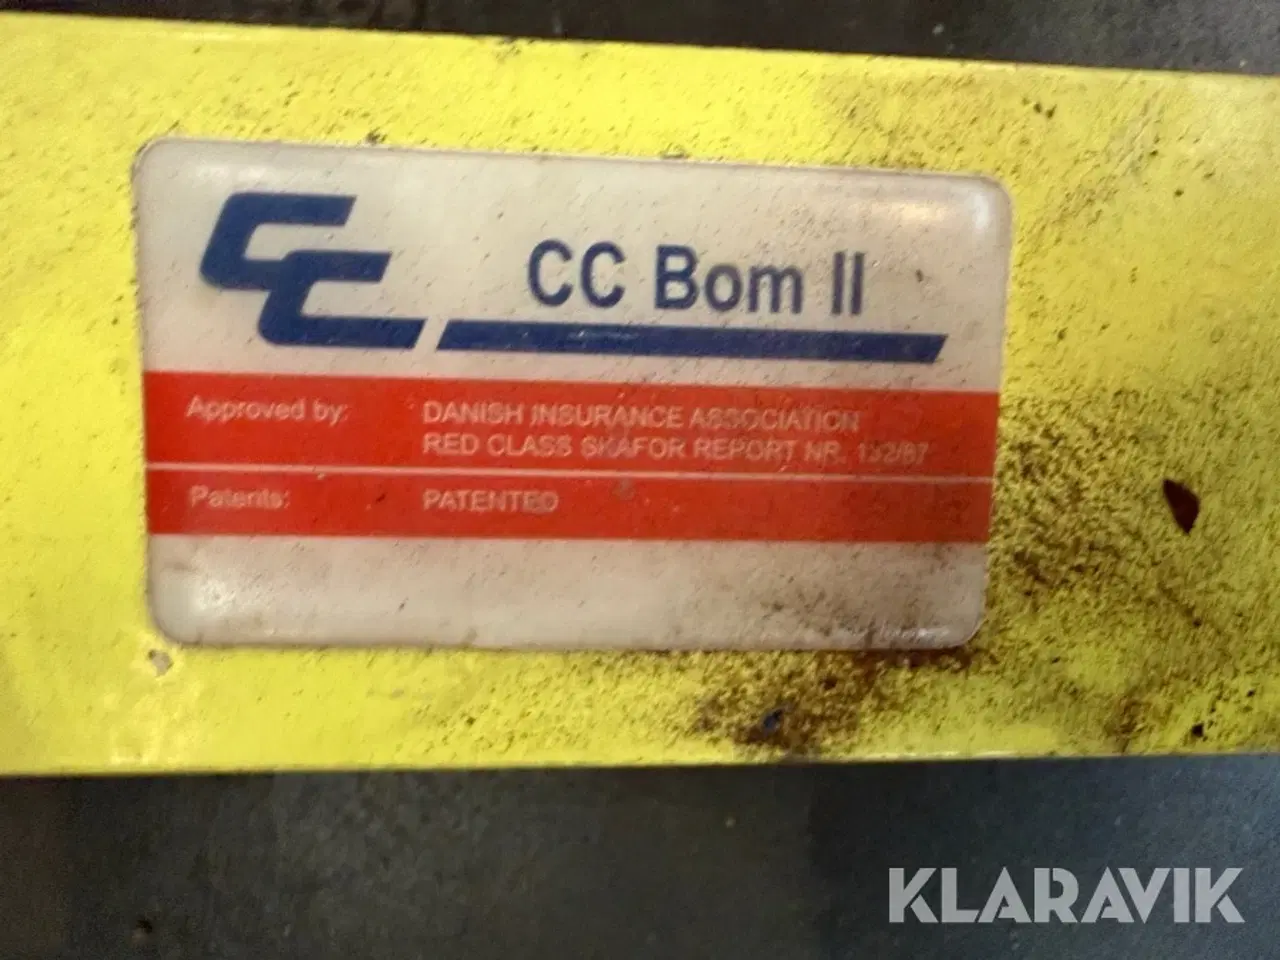 CC
CC Bom II
Approved by: DANISH INSURANCE ASSOCIATION
RED CLASS SKAFOR REPORT NR.
Patents: PATENTED
KLARAVIK